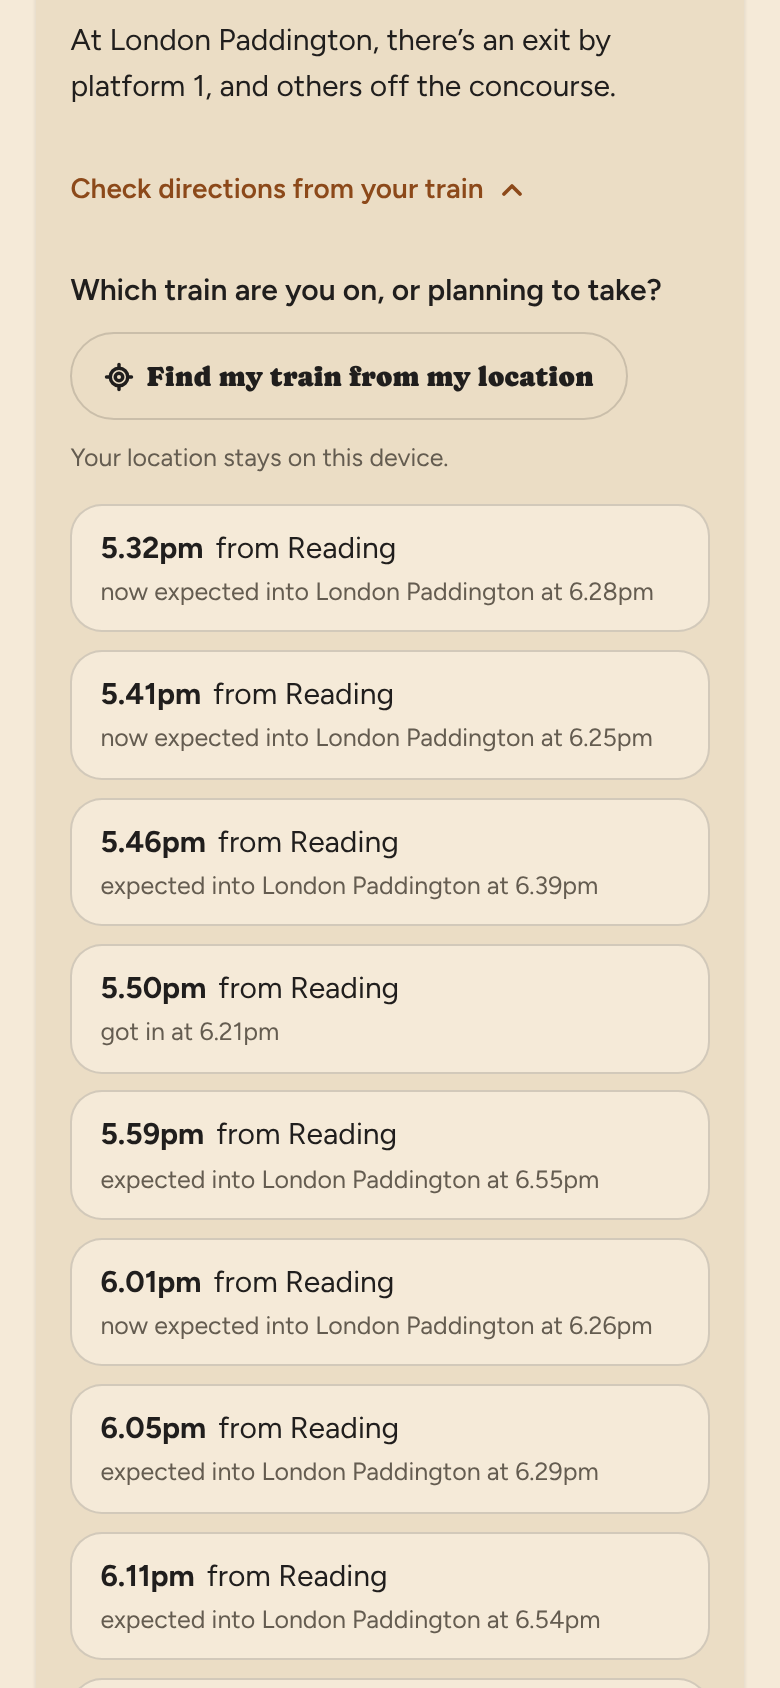 At London Paddington, there’s an exit by
platform 1, and others off the concourse.
Check directions from your train
Which train are you on, or planning to take?
Find my train from my location
Your location stays on this device.
5.32pm from Reading
now expected into London Paddington at 6.28pm
5.41pm from Reading
now expected into London Paddington at 6.25pm
5.46pm from Reading
expected into London Paddington at 6.39pm
5.50pm from Reading
got in at 6.21pm
5.59pm from Reading
expected into London Paddington at 6.55pm
6.01pm from Reading
now expected into London Paddington at 6.26pm
6.05pm from Reading
expected into London Paddington at 6.29pm
6.11pm from Reading
expected into London Paddington at 6.54pm